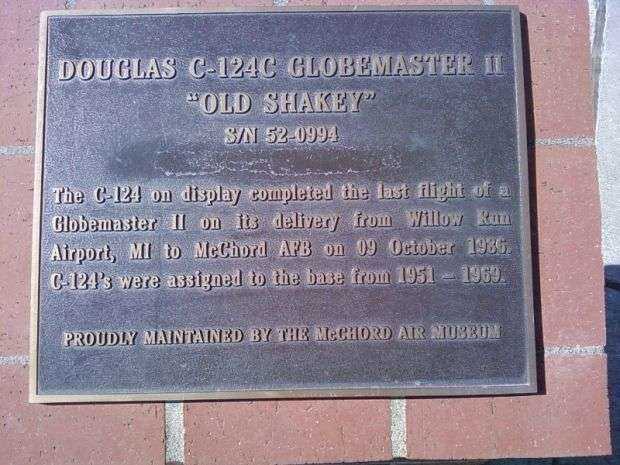 DOUGLAS C-124C GLOBEMASTER II
"OLD SHAKEY"
S/N 52-0994
The C-124 on display completed the last flight of a
Globemaster II on its delivery from Willow Run
Airport, MI to McChord AFB on 09 October 1986.
C-124's were assigned to the base from 1951 – 1969.
PROUDLY MAINTAINED BY THE McCHORD AIR MUSEUM